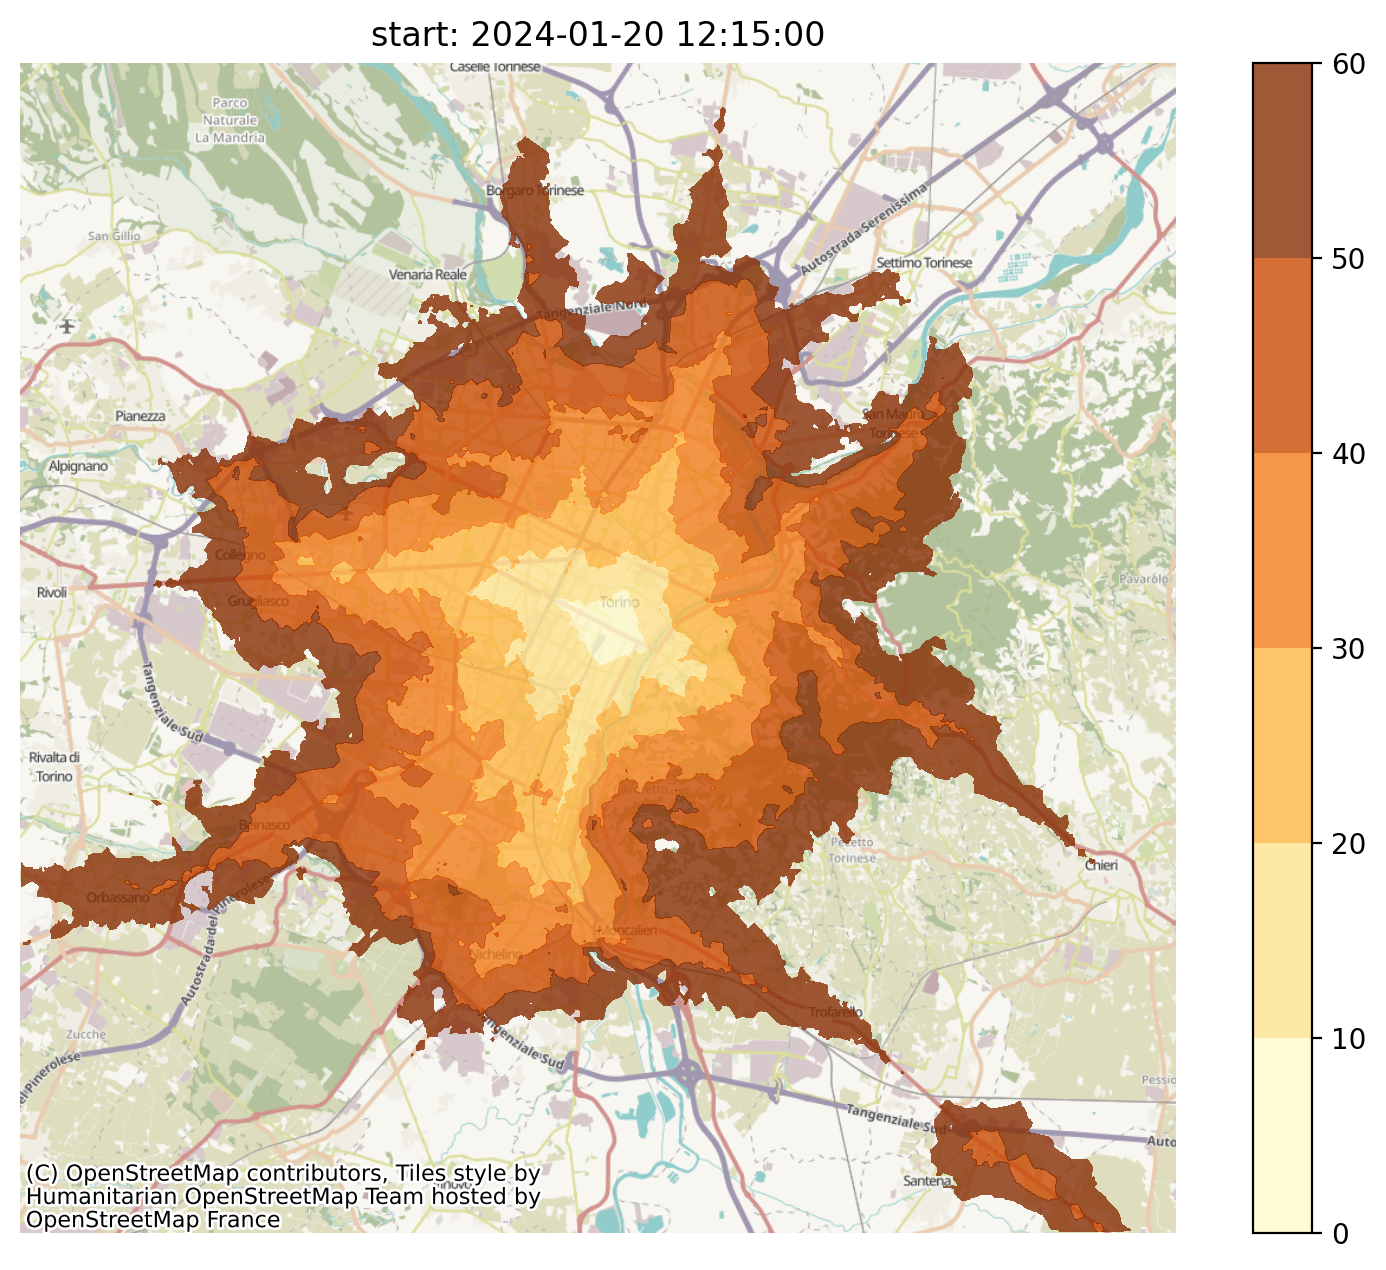 start: 2024-01-20 12:15:00
60
50
40
30
20
10
0
Caselle Torinese
Parco
Naturale
La Mandria
Borgaro Torinese
Autostrada Serenissima
San Gillio
Settimo Torinese
Venaria Reale
Tangenziale Nord
Pianezza
San Mauro
Torinese
Alpignano
Collegno
Pavarolo
Rivoli
Grugliasco
Torino
Tangenziale Sud
Rivalta di
Torino
Cavoretto
Beinasco
Pecetto
Torinese
Chieri
Orbassano
Autostrada del Pinerolese
Moncalieri
Nichelino
Trofarello
Tangenziale Sud
Zucche
Pinerolese
Pessio
Tangenziale Sud
Auto
Santena
(C) OpenStreetMap contributors, Tiles style by
Humanitarian OpenStreetMap Team hosted by
OpenStreetMap France